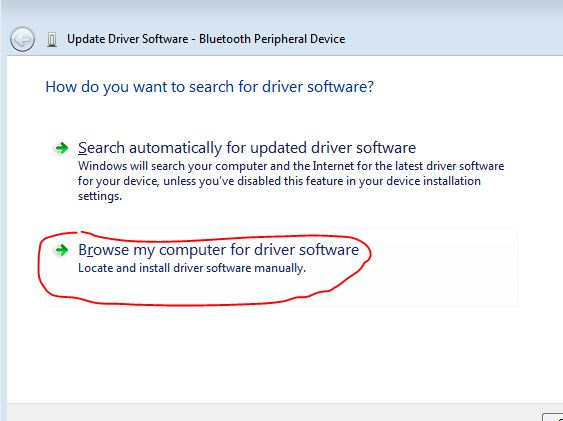 Update Driver Software - Bluetooth Peripheral Device
How do you want to search for driver software?
Search automatically for updated driver software
Windows will search your computer and the Internet for the latest driver software
for your device, unless you've disabled this feature in your device installation
settings.
Browse my computer for driver software
Locate and install driver software manually.